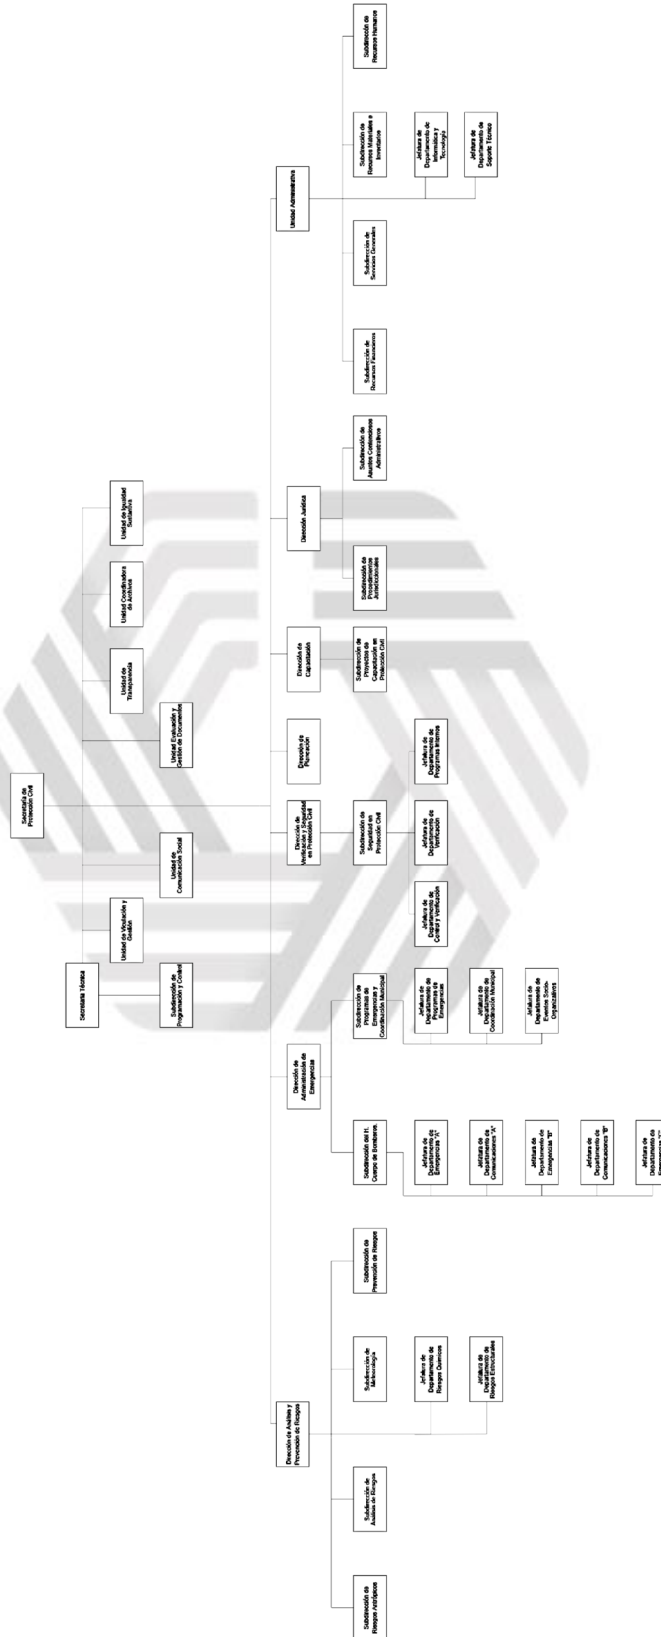 Secretaría de
Protección Civil
Secretaría Técnica
Unidad de Viculación y
Gestión
Unidad de
Transparencia
Unidad Coodinadora
de Archivos
Unidad de Igualdad
Sustantiva
Subdirección de
Programación y Control
Unidad de
Comunicación Social
Unidad Evaluación y
Gestión de Documentos
Dirección de Análisis y
Prevención de Riesgos
Dirección de
Administración de
Emergencias
Dirección de
Verificación y Seguridad
en Protección Civil
Dirección de
Planeación
Dirección de
Capacitación
Dirección Jurídica
Unidad Administrativa
Subdirección de
Riesgos Antrópicos
Subdirección de
Análisis de Riesgos
Subdirección de
Meteorología
Subdirección de
Prevención de Riesgos
Subdirección del H.
Cuerpo de Bomberos.
Subdirección de
Programas de
Emergencias y
Coordinación Municipal
Subdirección de
Seguridad en
Protección Civil
Subdirección de
Proyectos de
Capacitación en
Protección Civil
Subdirección de
Procedimientos
Jurisdiccionales
Subdirección de
Asuntos Contenciosos
Administrativos
Subdirección de
Recursos Financieros
Subdirección de
Servicios Generales
Subdirección de
Recursos Materiales e
Inventarios
Subdirección de
Recursos Humanos
Jefatura de
Departamento de
Riesgos Químicos
Jefatura de
Departamento de
Emergencias "A"
Jefatura de
Departamento de
Programas de
Emergencias
Jefatura de
Departamento de
Control y Verificación
Jefatura de
Departamento de
Verificación
Jefatura de
Departamento de
Programas Internos
Jefatura de
Departamento de
Informática y
Tecnología
Jefatura de
Departamento de
Riesgos Estructurales
Jefatura de
Departamento de
Comunicaciones "A"
Jefatura de
Departamento de
Coordinación Municipal
Jefatura de
Departamento de
Soporte Técnico
Jefatura de
Departamento de
Emergencias "B"
Jefatura de
Departamento de
Eventos Socio-
Organizativos
Jefatura de
Departamento de
Comunicaciones "B"
Jefatura de
Departamento de